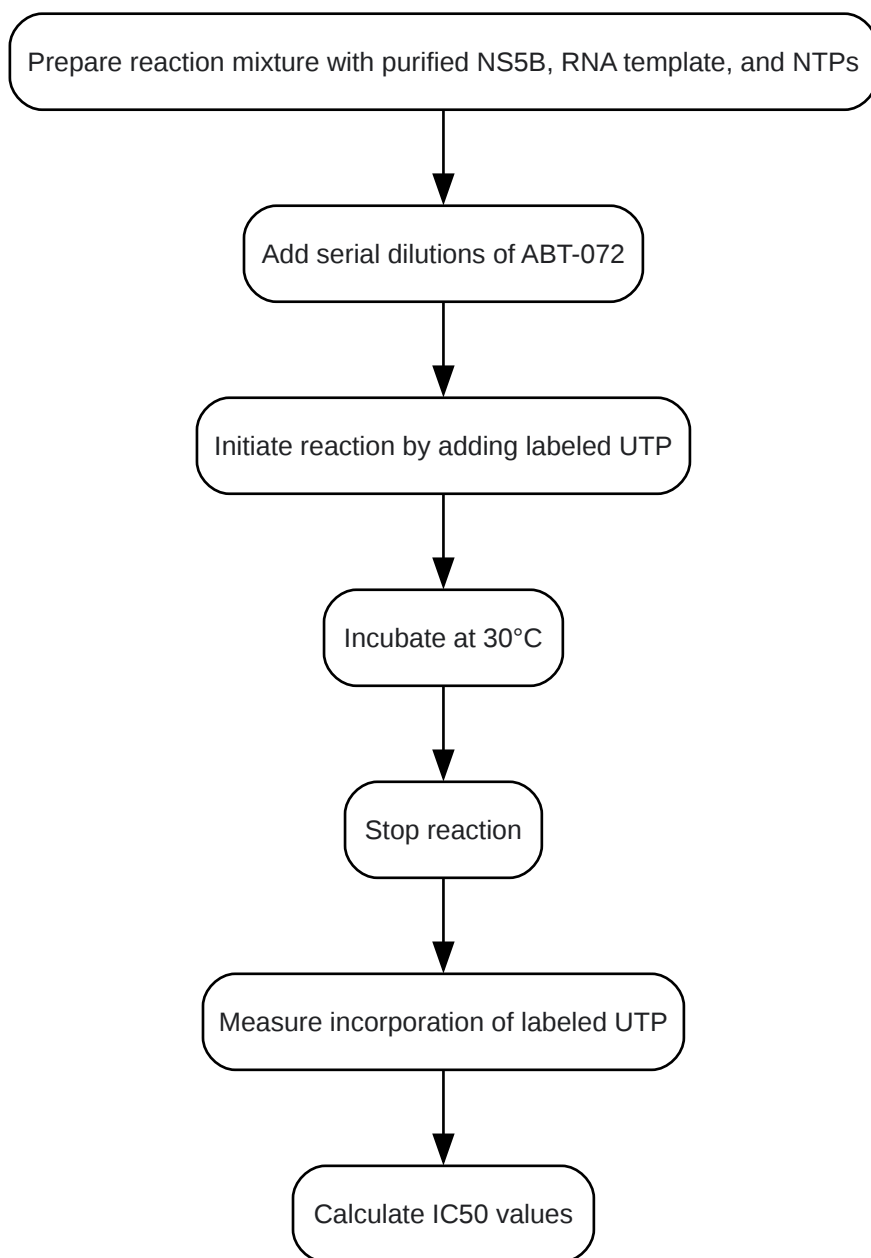 Prepare reaction mixture with purified NS5B, RNA template, and NTPs
Add serial dilutions of ABT-072
Initiate reaction by adding labeled UTP
Incubate at 30°C
Stop reaction
Measure incorporation of labeled UTP
Calculate IC50 values